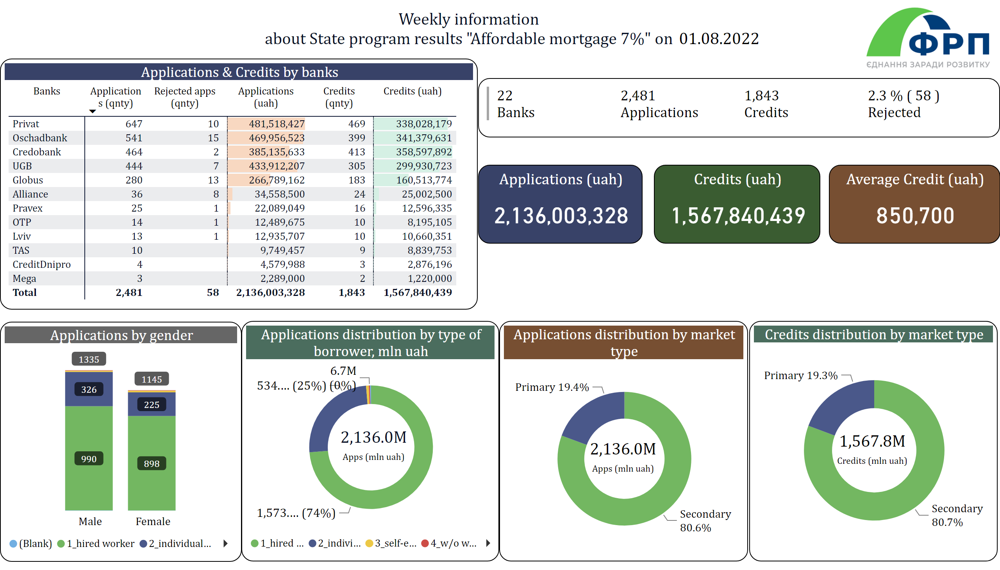 Weekly information
about State program results "Affordable mortgage 7%" on 01.08.2022
ФРП
ЄДНАННЯ ЗАРАДИ РОЗВИТКУ
Applications & Credits by banks
Banks Application Rejected apps Applications Credits Credits (uah)
s (qnty) (qnty) (uah) (qnty)
Privat 647 10 481,518,427 469 338,028,179
Oschadbank 541 15 469,956,523 399 341,379,631
Credobank 464 2 385,135,633 413 358,597,892
UGB 444 7 433,912,207 305 299,930,723
Globus 280 13 266,789,162 183 160,513,774
Alliance 36 8 34,558,500 24 25,002,500
Pravex 25 1 22,089,049 16 12,596,335
OTP 14 1 12,489,675 10 8,195,105
Lviv 13 1 12,935,707 10 10,660,351
TAS 10 9,749,457 9 8,839,753
CreditDnipro 4 4,579,988 3 2,876,196
Mega 3 2,289,000 2 1,220,000
Total 2,481 58 2,136,003,328 1,843 1,567,840,439
22 2,481 1,843 2.3 % ( 58 )
Banks Applications Credits Rejected
Applications (uah)
2,136,003,328
Credits (uah)
1,567,840,439
Average Credit (uah)
850,700
Applications by gender
1335
326
990
1145
225
898
Male Female
(Blank) 1_hired worker 2_individual...
Applications distribution by type of
borrower, mln uah
6.7M
534.... (25%) (0%)
2,136.0M
Apps (mln uah)
1,573.... (74%)
1_hired ... 2_indivi... 3_self-e... 4_w/o w...
Applications distribution by market
type
Primary 19.4%
2,136.0M
Apps (mln uah)
Secondary
80.6%
Credits distribution by market type
Primary 19.3%
1,567.8M
Credits (mln uah)
Secondary
80.7%